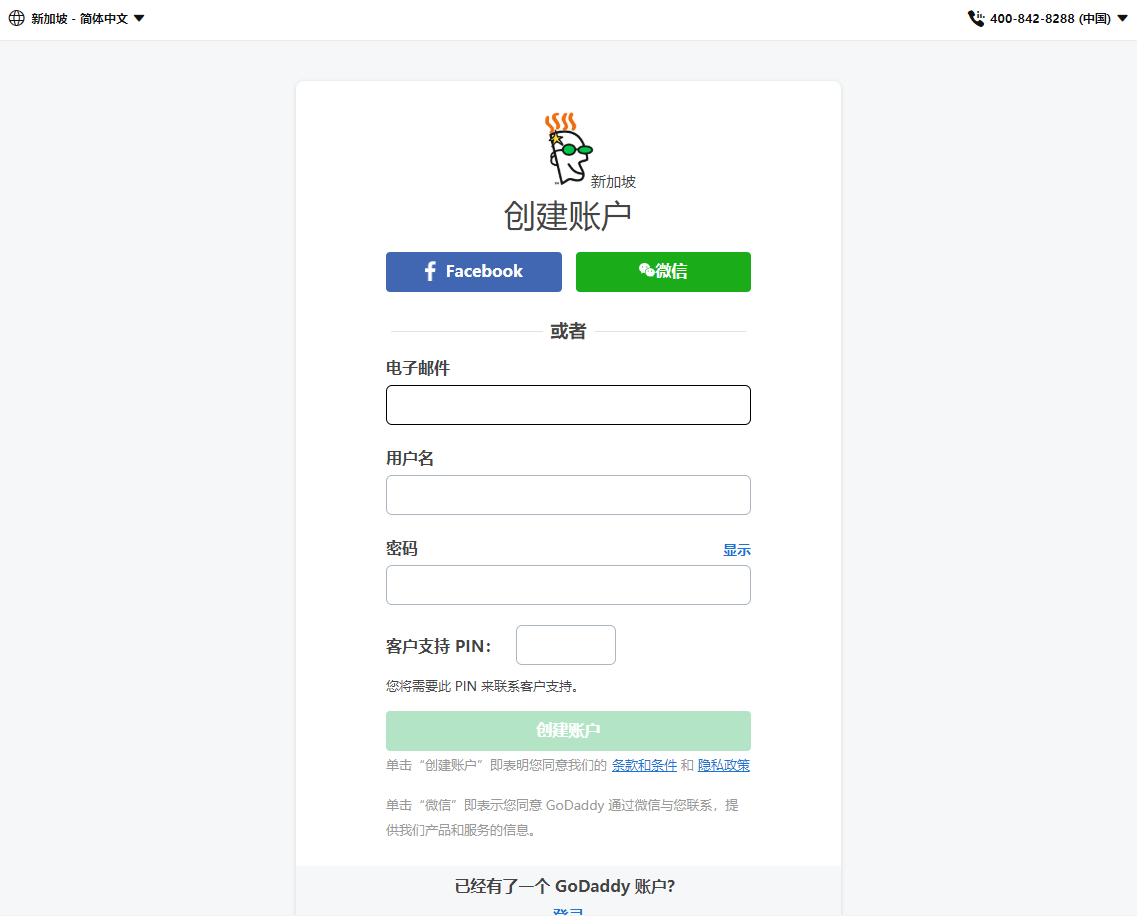 新加坡 - 简体中文
400-842-8288 (中国)
新加坡
创建账户
Facebook
微信
或者
电子邮件
用户名
密码
显示
客户支持 PIN：
您将需要此 PIN 来联系客户支持。
创建账户
单击“创建账户”即表明您同意我们的 条款和条件 和 隐私政策
单击“微信”即表示您同意 GoDaddy 通过微信与您联系，提
供我们产品和服务的信息。
已经有了一个 GoDaddy 账户?
登录